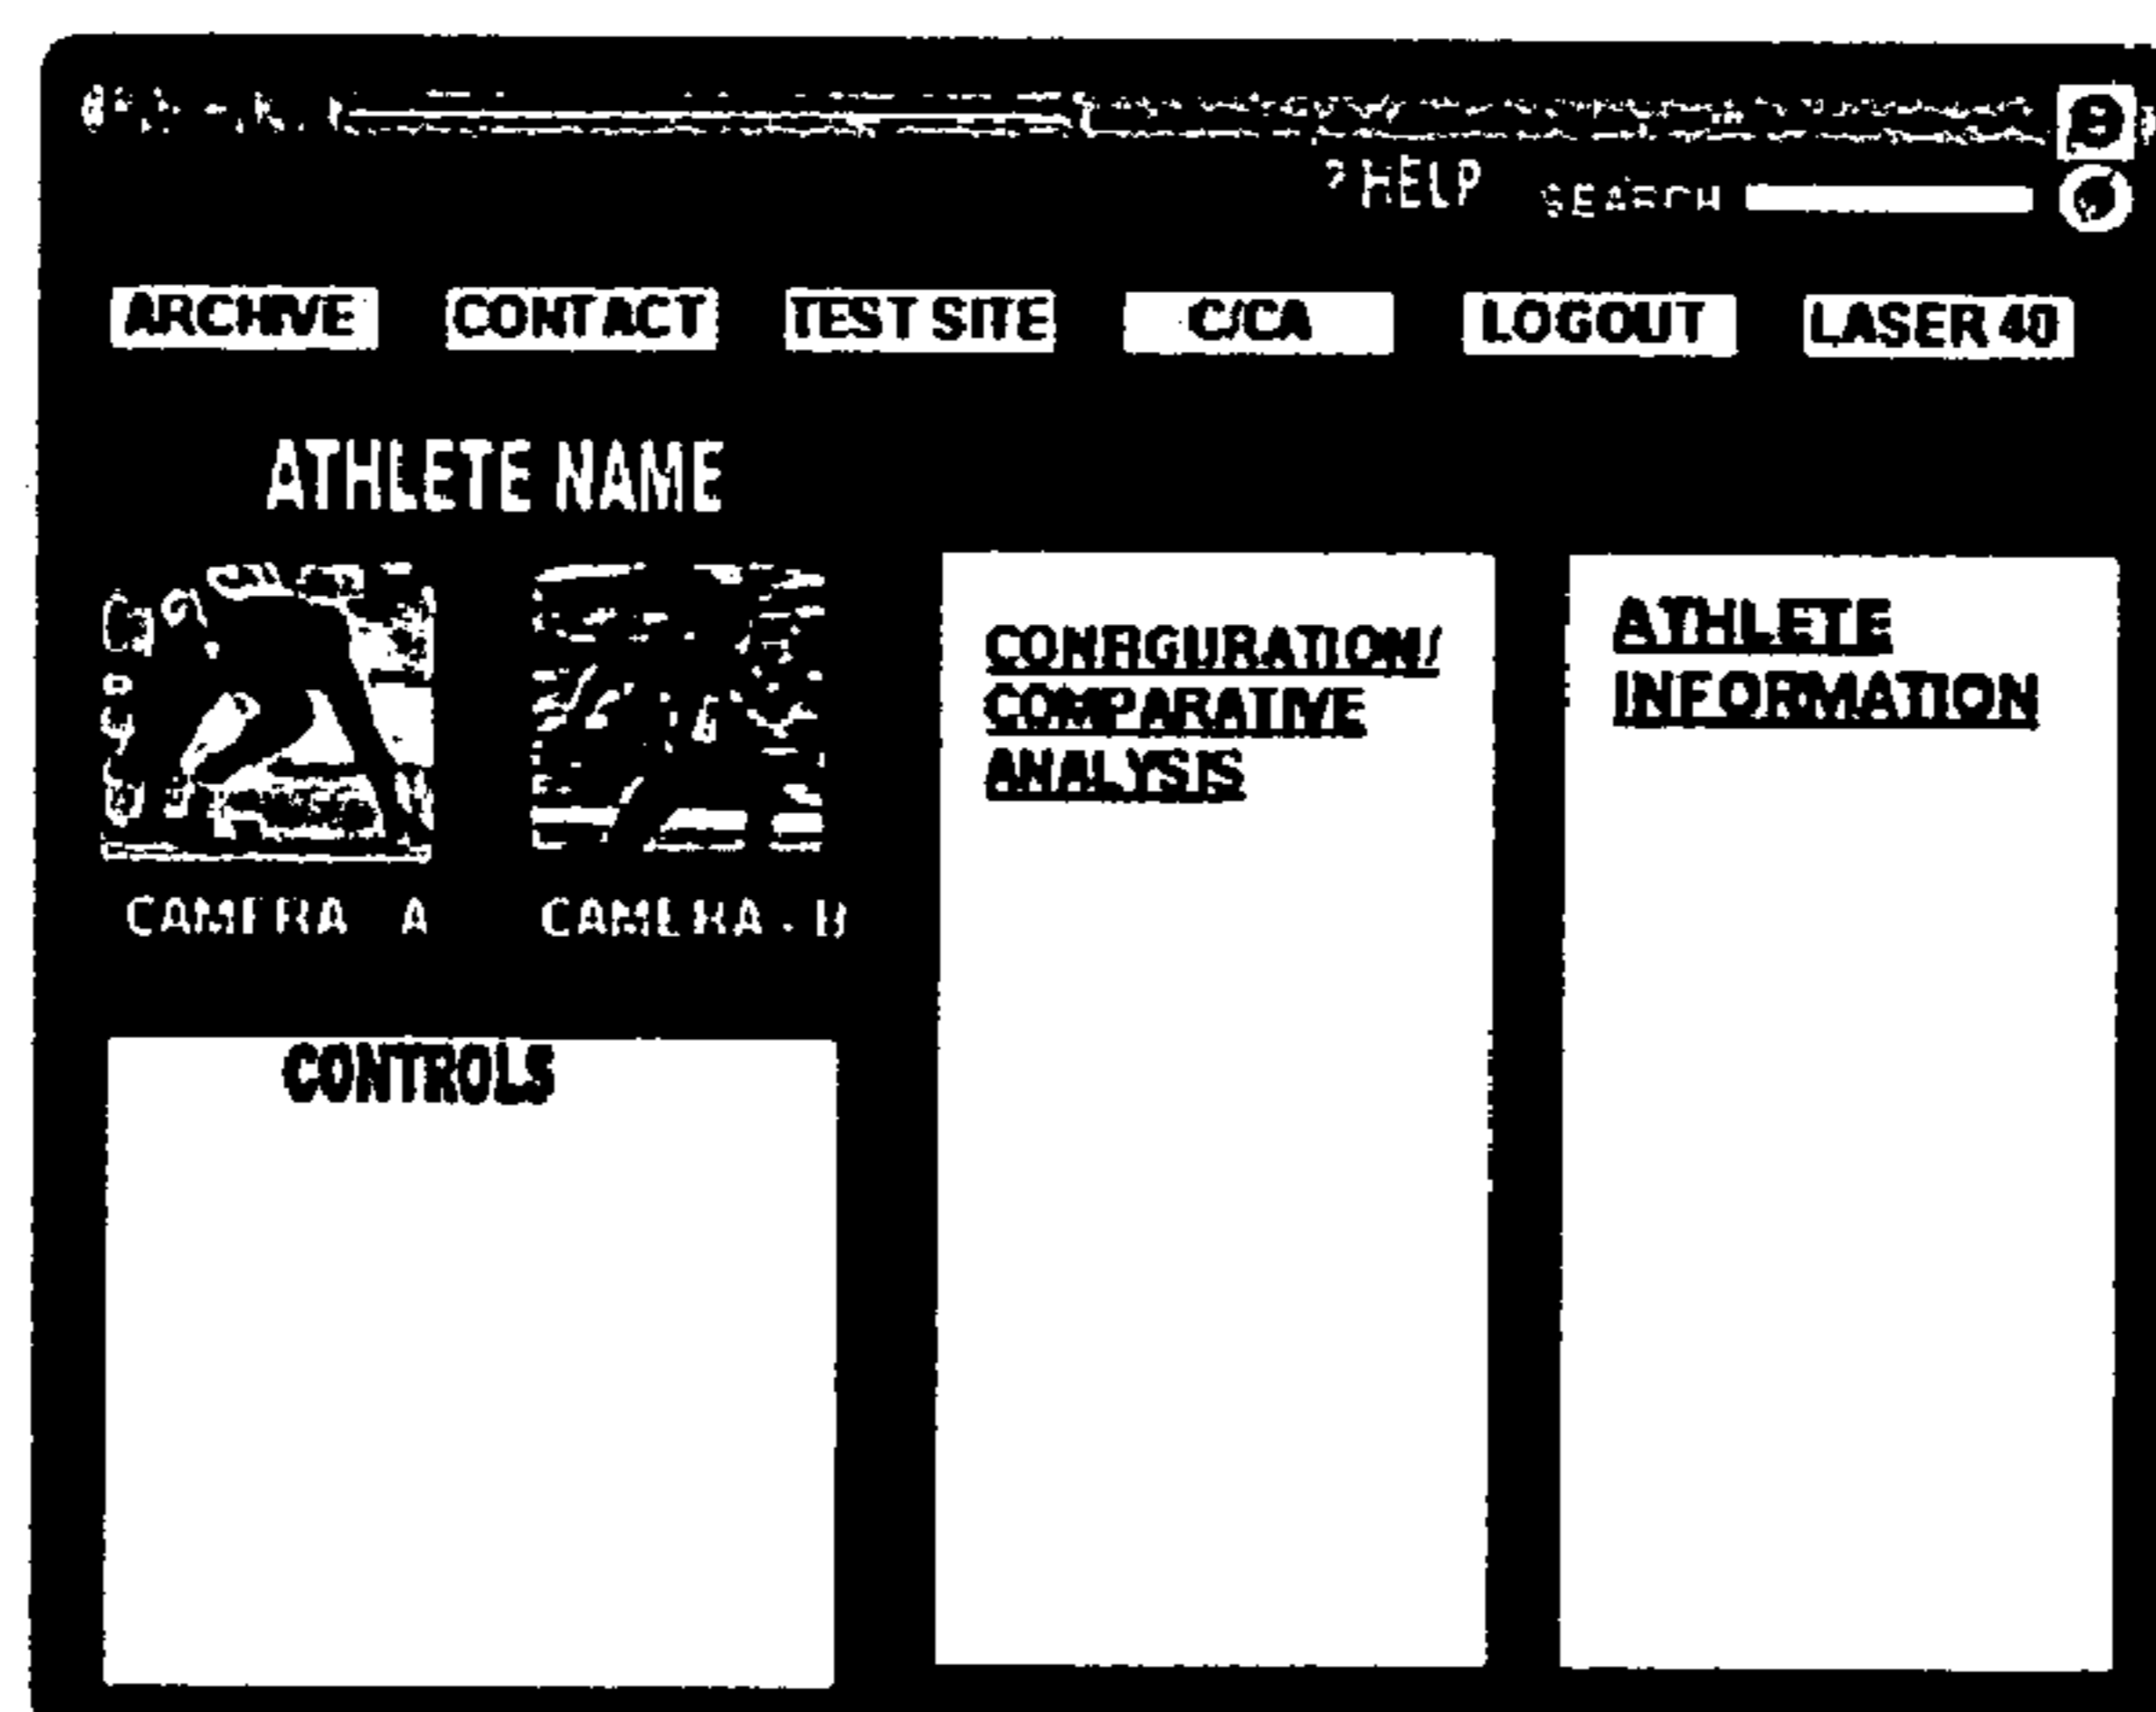 ? HELP SEARCH
ARCHIVE CONTACT TEST SITE C/CA LOGOUT LASER 40
ATHLETE NAME
CAMERA A CAMERA - B
CONTROLS
CONFIGURATION/
COMPARATIVE
ANALYSIS
ATHLETE
INFORMATION